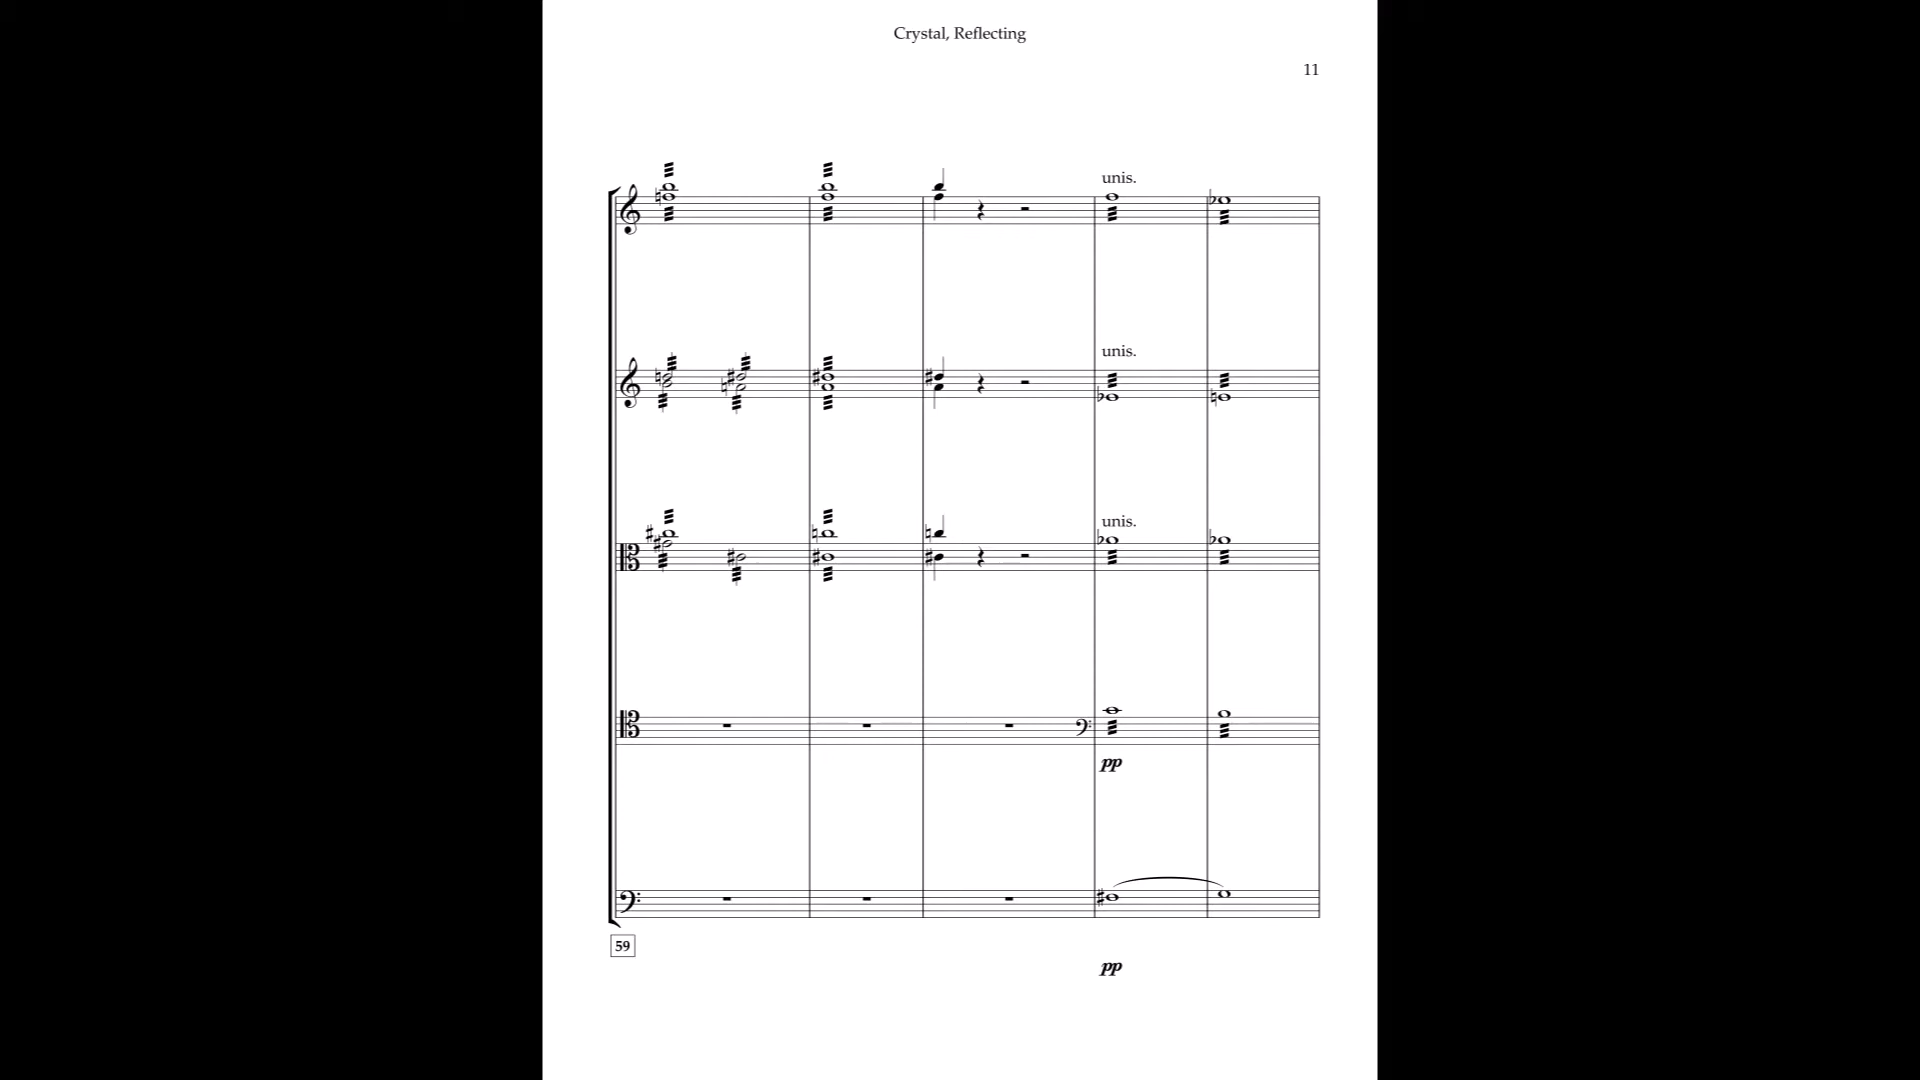 Crystal, Reflecting
11
unis.
unis.
unis.
pp
59
pp